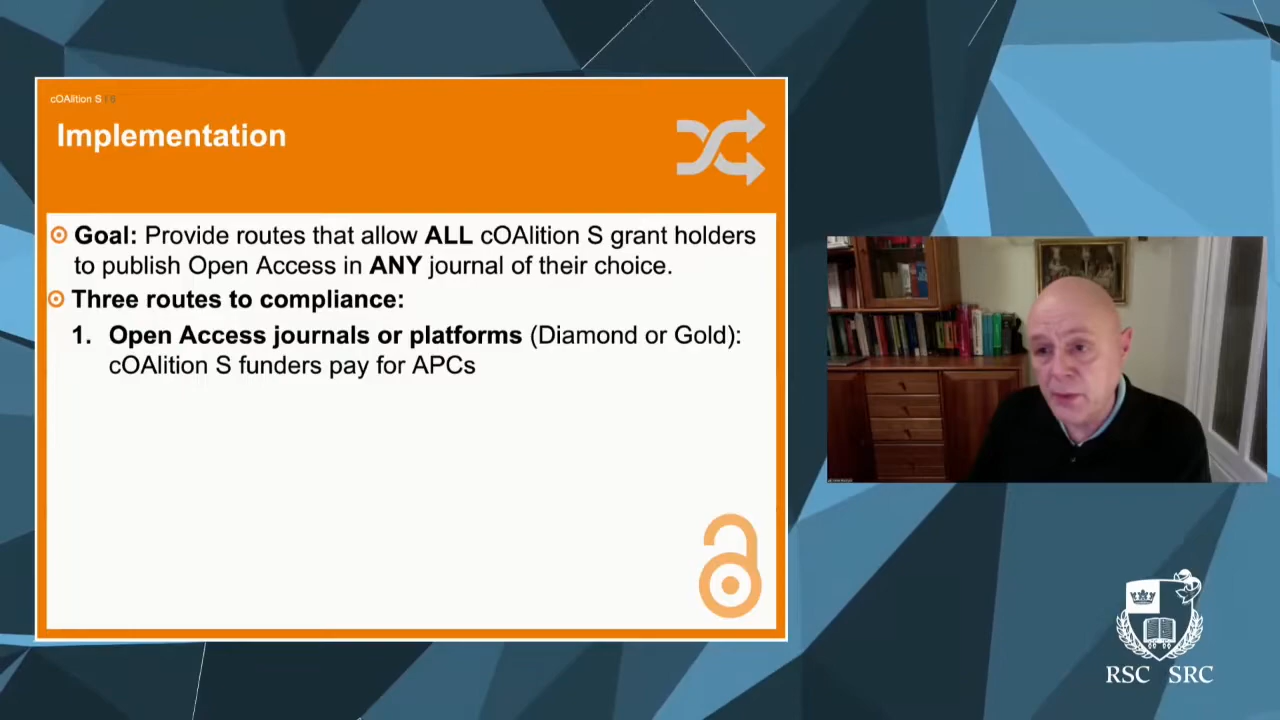 cOAlition S | 6
Implementation
Goal: Provide routes that allow ALL cOAlition S grant holders
to publish Open Access in ANY journal of their choice.
Three routes to compliance:
1. Open Access journals or platforms (Diamond or Gold):
cOAlition S funders pay for APCs
RSC SRC